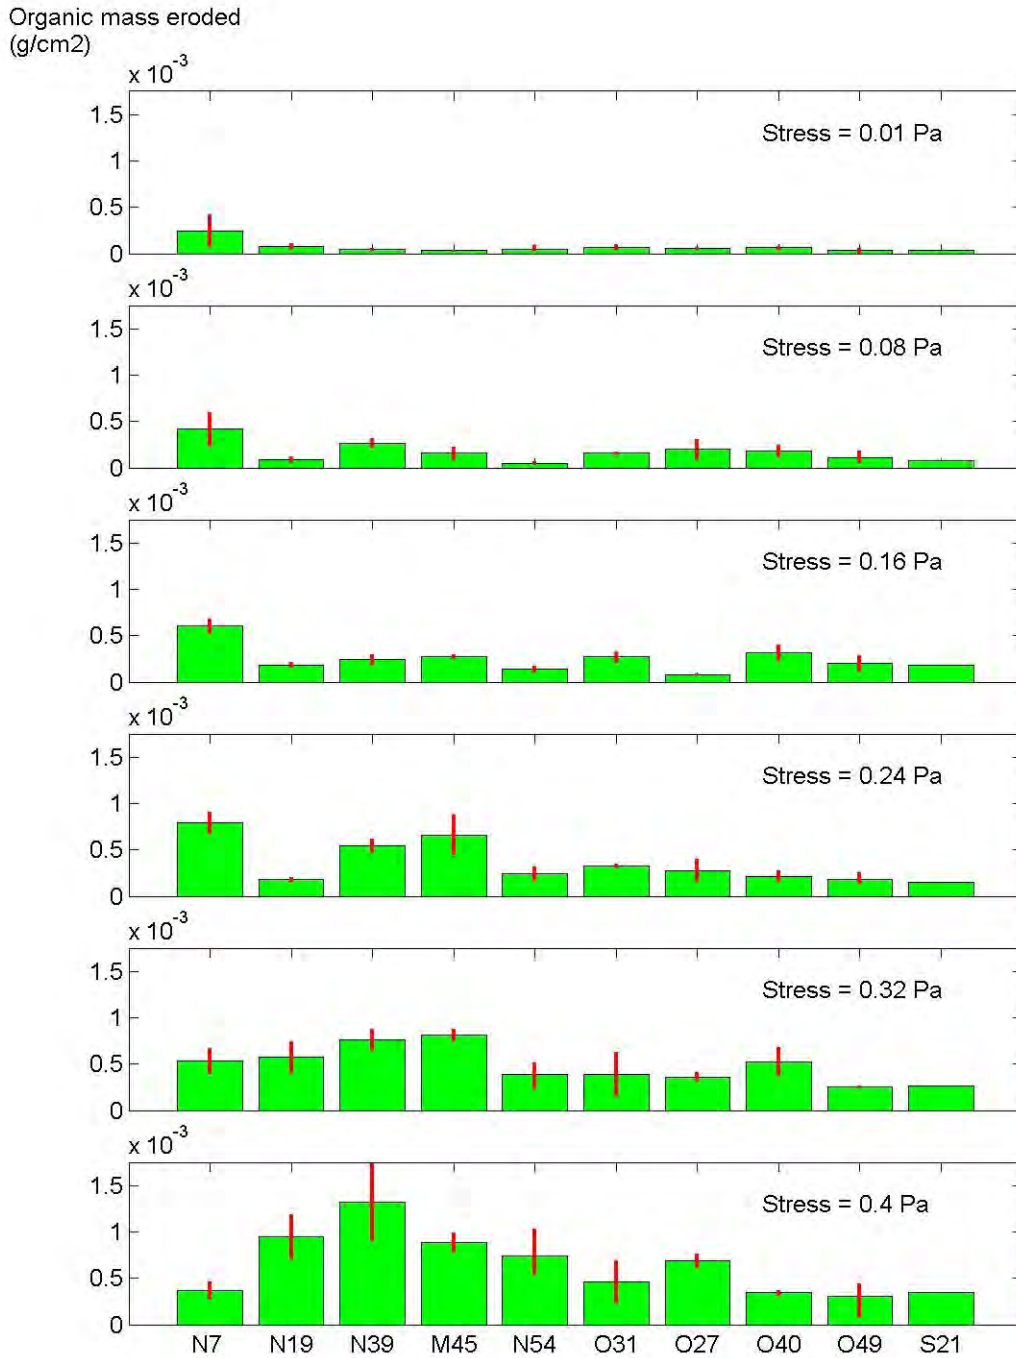 Organic mass eroded
(g/cm2)
x 10-3
1.5
1
0.5
0
Stress = 0.01 Pa
x 10-3
1.5
1
0.5
0
Stress = 0.08 Pa
x 10-3
1.5
1
0.5
0
Stress = 0.16 Pa
x 10-3
1.5
1
0.5
0
Stress = 0.24 Pa
x 10-3
1.5
1
0.5
0
Stress = 0.32 Pa
x 10-3
1.5
1
0.5
0
Stress = 0.4 Pa
N7 N19 N39 M45 N54 O31 O27 O40 O49 S21